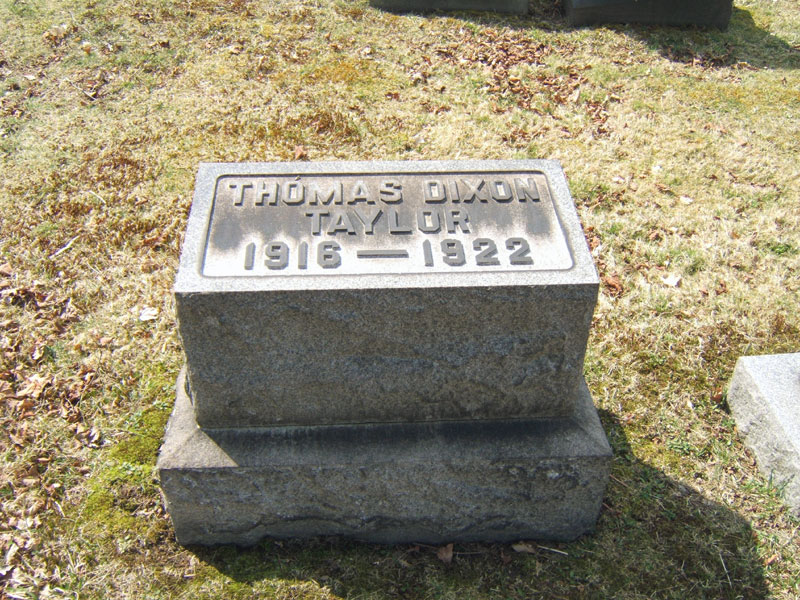 THOMAS DIXON
TAYLOR
1916 — 1922